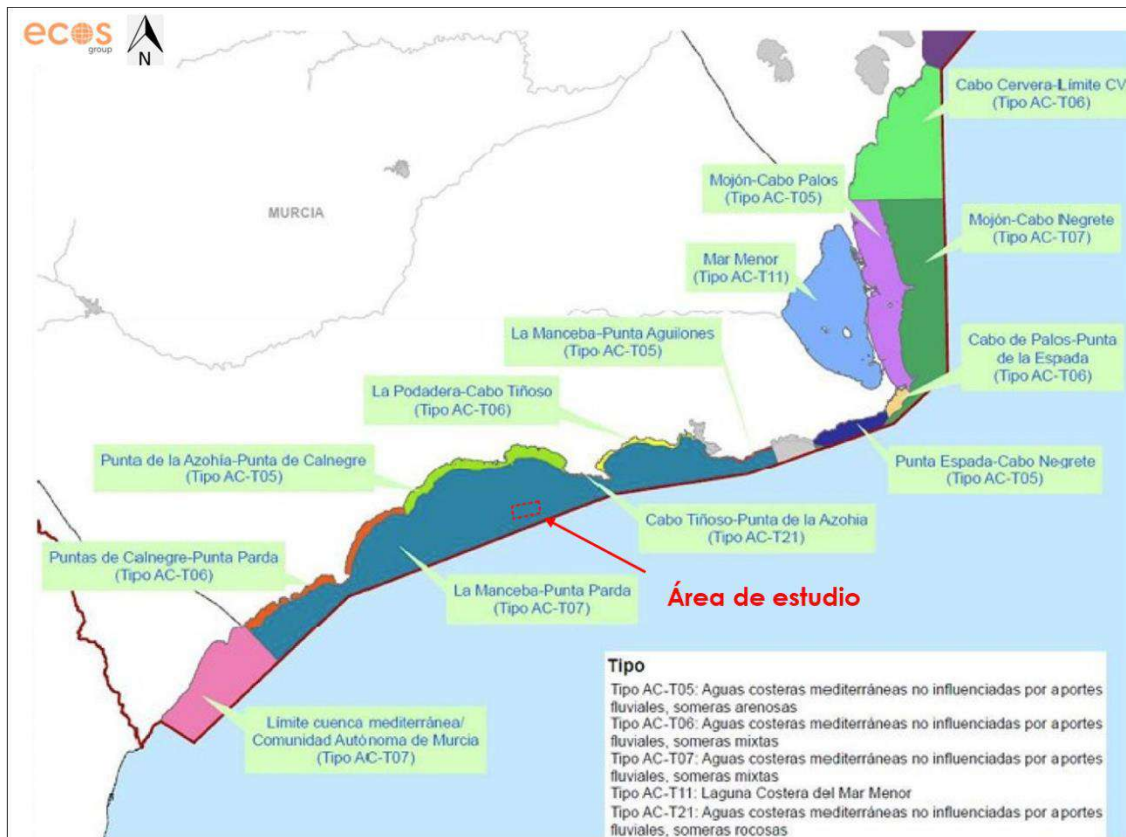 ecos
group
N
Cabo Cervera-Límite CV
(Tipo AC-T06)
Mojón-Cabo Palos
(Tipo AC-T05)
MURCIA
Mojón-Cabo Negrete
(Tipo AC-T07)
Mar Menor
(Tipo AC-T11)
La Manceba-Punta Aguilones
(Tipo AC-T05)
Cabo de Palos-Punta
de la Espada
(Tipo AC-T06)
La Podadera-Cabo Tiñoso
(Tipo AC-T06)
Punta de la Azohía-Punta de Calnegre
(Tipo AC-T05)
Punta Espada-Cabo Negrete
(Tipo AC-T05)
Cabo Tiñoso-Punta de la Azohia
(Tipo AC-T21)
Puntas de Calnegre-Punta Parda
(Tipo AC-T06)
La Manceba-Punta Parda
(Tipo AC-T07)
Área de estudio
Límite cuenca mediterránea/
Comunidad Autónoma de Murcia
(Tipo AC-T07)
Tipo
Tipo AC-T05: Aguas costeras mediterráneas no influenciadas por aportes
fluviales, someras arenosas
Tipo AC-T06: Aguas costeras mediterráneas no influenciadas por aportes
fluviales, someras mixtas
Tipo AC-T07: Aguas costeras mediterráneas no influenciadas por aportes
fluviales, someras mixtas
Tipo AC-T11: Laguna Costera del Mar Menor
Tipo AC-T21: Aguas costeras mediterráneas no influenciadas por aportes
fluviales, someras rocosas